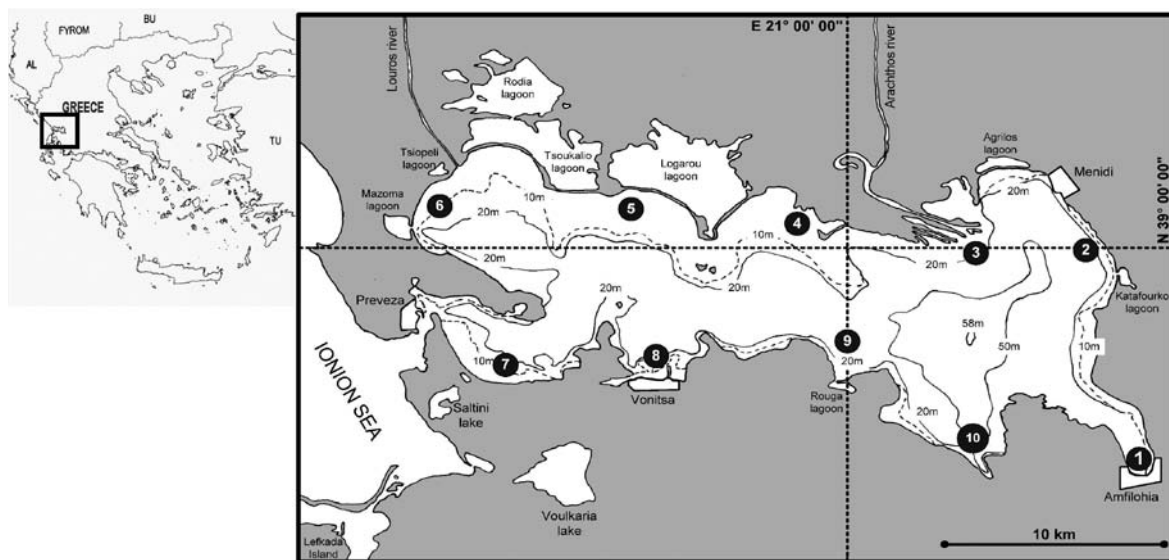 BU
FYROM
AL
GREECE
TU
E 21° 00' 00''
N 39° 00' 00''
Louros river
Rodia
lagoon
Arachthos river
Agrilos
lagoon
Menidi
Tsiopeli
lagoon
Tsoukalio
lagoon
Logarou
lagoon
Mazoma
lagoon
20m
10m
6
20m
5
4
10m
3
2
20m
20m
20m
20m
Katafourko
lagoon
Preveza
10m
7
8
9
20m
58m
50m
10m
Vonitsa
Rouga
lagoon
Saltini
lake
20m
10
1
Amfilohia
IONION SEA
Voulkaria
lake
Lefkada
Island
10 km